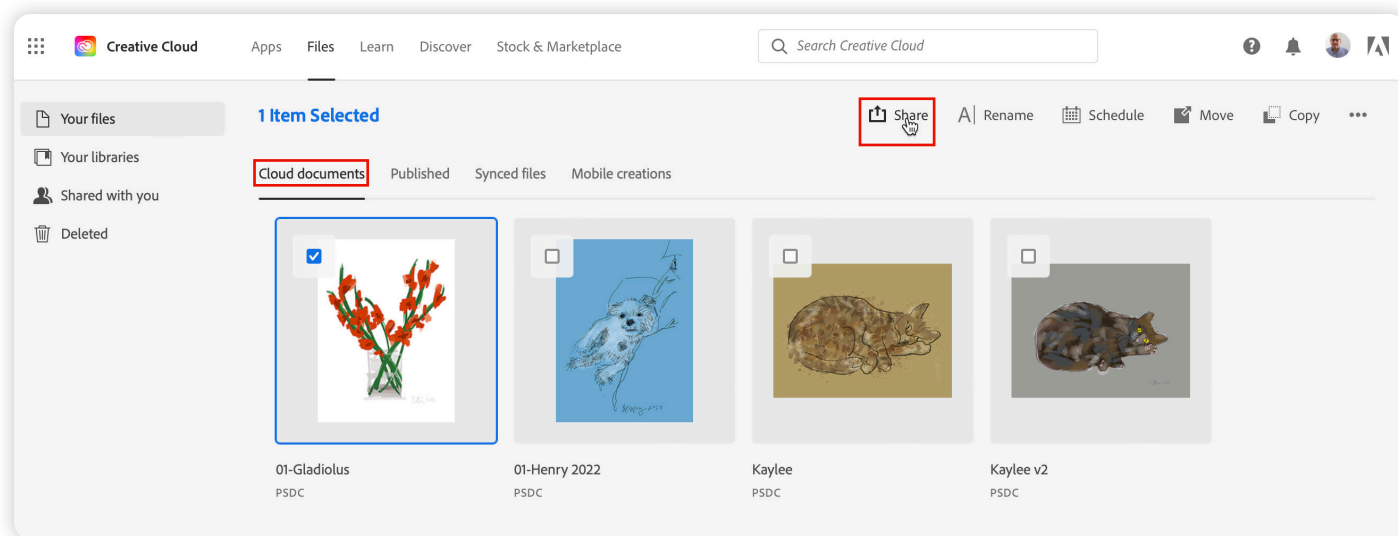 Creative Cloud
Apps Files Learn Discover Stock & Marketplace
Search Creative Cloud
Your files
Your libraries
Shared with you
Deleted
1 Item Selected
Share Rename Schedule Move Copy
Cloud documents Published Synced files Mobile creations
01-Gladiolus 01-Henry 2022 Kaylee Kaylee v2
PSDC PSDC PSDC PSDC